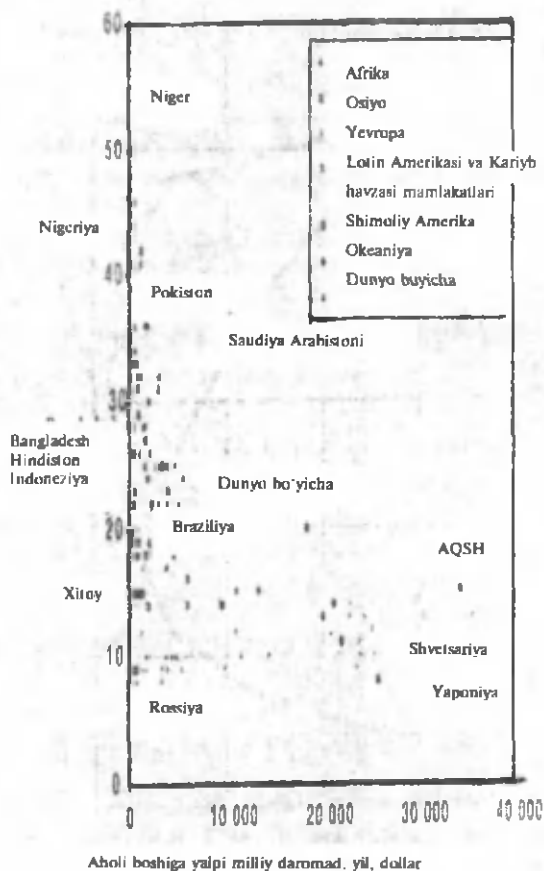 60
Niger
Afrika
Osiyo
Yevropa
Lotin Amerikasi va Kariyb
havzasi mamlakatlari
Shimoliy Amerika
Okeaniya
Dunyo buyicha
50
Nigeriya
40
Pokiston
Saudiya Arabistoni
30
Bangladesh
Hindiston
Indoneziya
Dunyo bo'yicha
20
Braziliya
AQSH
Xitoy
10
Shvetsariya
Yaponiya
Rossiya
0
0 10 000 20 000 30 000 40 000
Aholi boshiga yalpi milliy daromad, yil, dollar